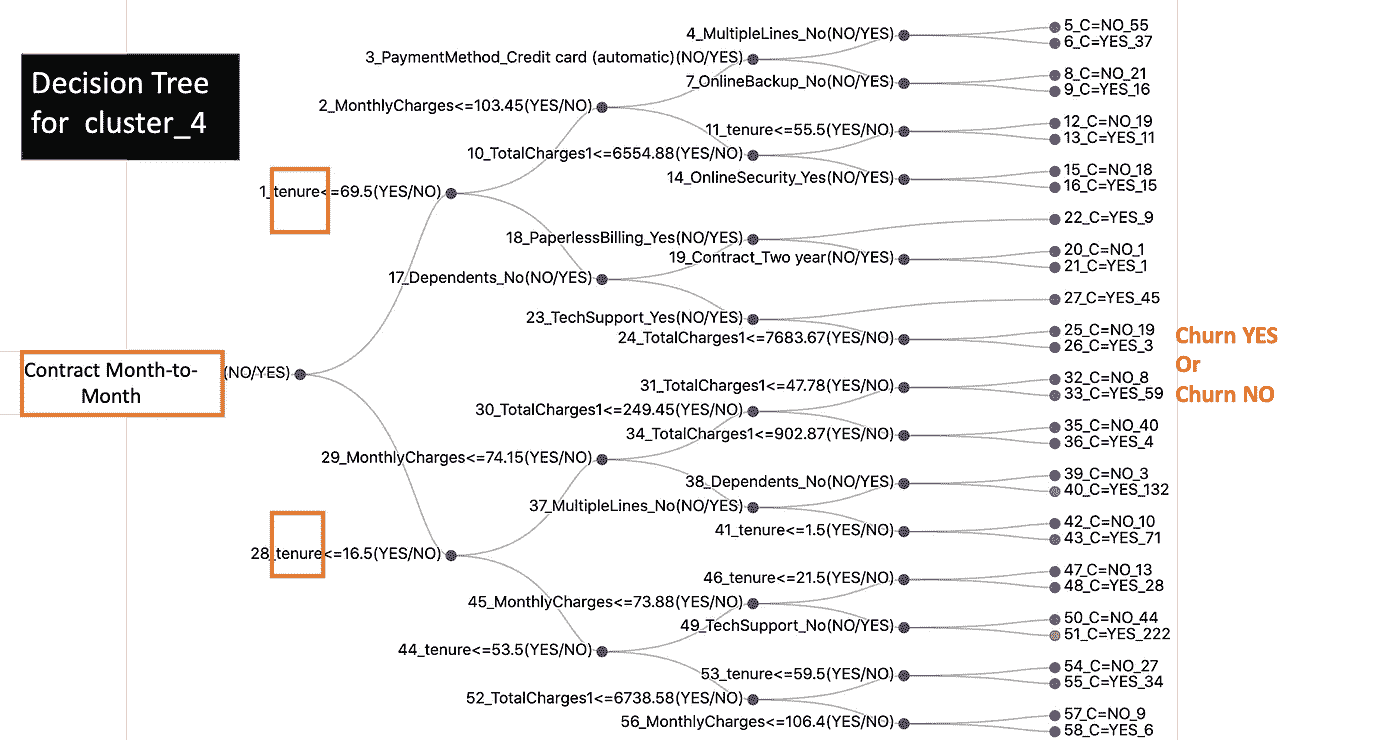 Decision Tree
for cluster_4
4_MultipleLines_No(NO/YES)
5_C=NO_55
6_C=YES_37
3_PaymentMethod_Credit card (automatic)(NO/YES)
7_OnlineBackup_No(NO/YES)
8_C=NO_21
9_C=YES_16
2_MonthlyCharges<=103.45(YES/NO)
11_tenure<=55.5(YES/NO)
12_C=NO_19
13_C=YES_11
10_TotalCharges1<=6554.88(YES/NO)
14_OnlineSecurity_Yes(NO/YES)
15_C=NO_18
16_C=YES_15
1_tenure<=69.5(YES/NO)
18_PaperlessBilling_Yes(NO/YES)
22_C=YES_9
19_Contract_Two year(NO/YES)
20_C=NO_1
21_C=YES_1
17_Dependents_No(NO/YES)
23_TechSupport_Yes(NO/YES)
27_C=YES_45
24_TotalCharges1<=7683.67(YES/NO)
25_C=NO_19
26_C=YES_3
Churn YES
Or
Churn NO
Contract Month-to-
Month
(NO/YES)
31_TotalCharges1<=47.78(YES/NO)
32_C=NO_8
33_C=YES_59
30_TotalCharges1<=249.45(YES/NO)
34_TotalCharges1<=902.87(YES/NO)
35_C=NO_40
36_C=YES_4
29_MonthlyCharges<=74.15(YES/NO)
38_Dependents_No(NO/YES)
39_C=NO_3
40_C=YES_132
37_MultipleLines_No(NO/YES)
41_tenure<=1.5(YES/NO)
42_C=NO_10
43_C=YES_71
28_tenure<=16.5(YES/NO)
46_tenure<=21.5(YES/NO)
47_C=NO_13
48_C=YES_28
45_MonthlyCharges<=73.88(YES/NO)
49_TechSupport_No(NO/YES)
50_C=NO_44
51_C=YES_222
44_tenure<=53.5(YES/NO)
53_tenure<=59.5(YES/NO)
54_C=NO_27
55_C=YES_34
52_TotalCharges1<=6738.58(YES/NO)
56_MonthlyCharges<=106.4(YES/NO)
57_C=NO_9
58_C=YES_6